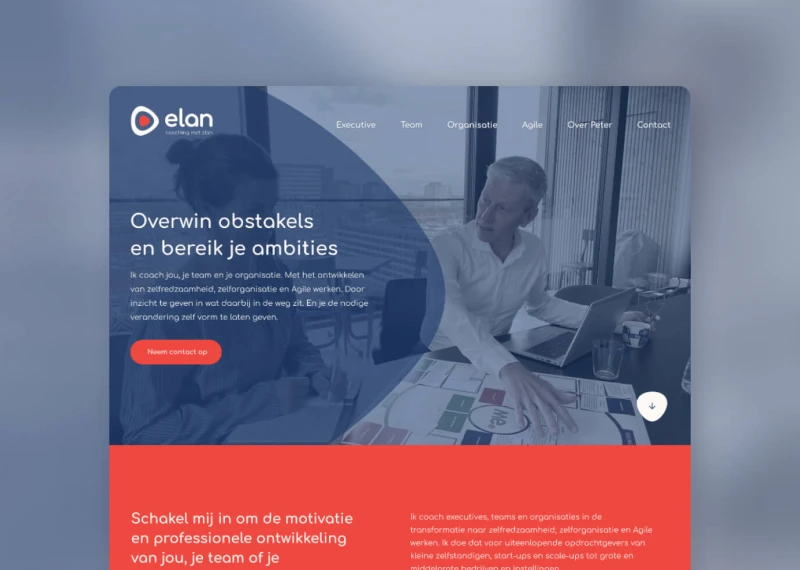 elan
coaching met elan
Executive Team Organisatie Agile Over Peter Contact
Overwin obstakels
en bereik je ambities
Ik coach jou, je team en je organisatie. Met het ontwikkelen
van zelfredzaamheid, zelforganisatie en Agile werken. Door
inzicht te geven in wat daarbij in de weg zit. En je de nodige
verandering zelf vorm te laten geven.
Neem contact op
Me
Schakel mij in om de motivatie
en professionele ontwikkeling
van jou, je team of je
Ik coach executives, teams en organisaties in de
transformatie naar zelfredzaamheid, zelforganisatie en Agile
werken. Ik doe dat voor uiteenlopende opdrachtgevers van
kleine zelfstandigen, start-ups en scale-ups tot grote en
middelgrote bedrijven en instellingen.